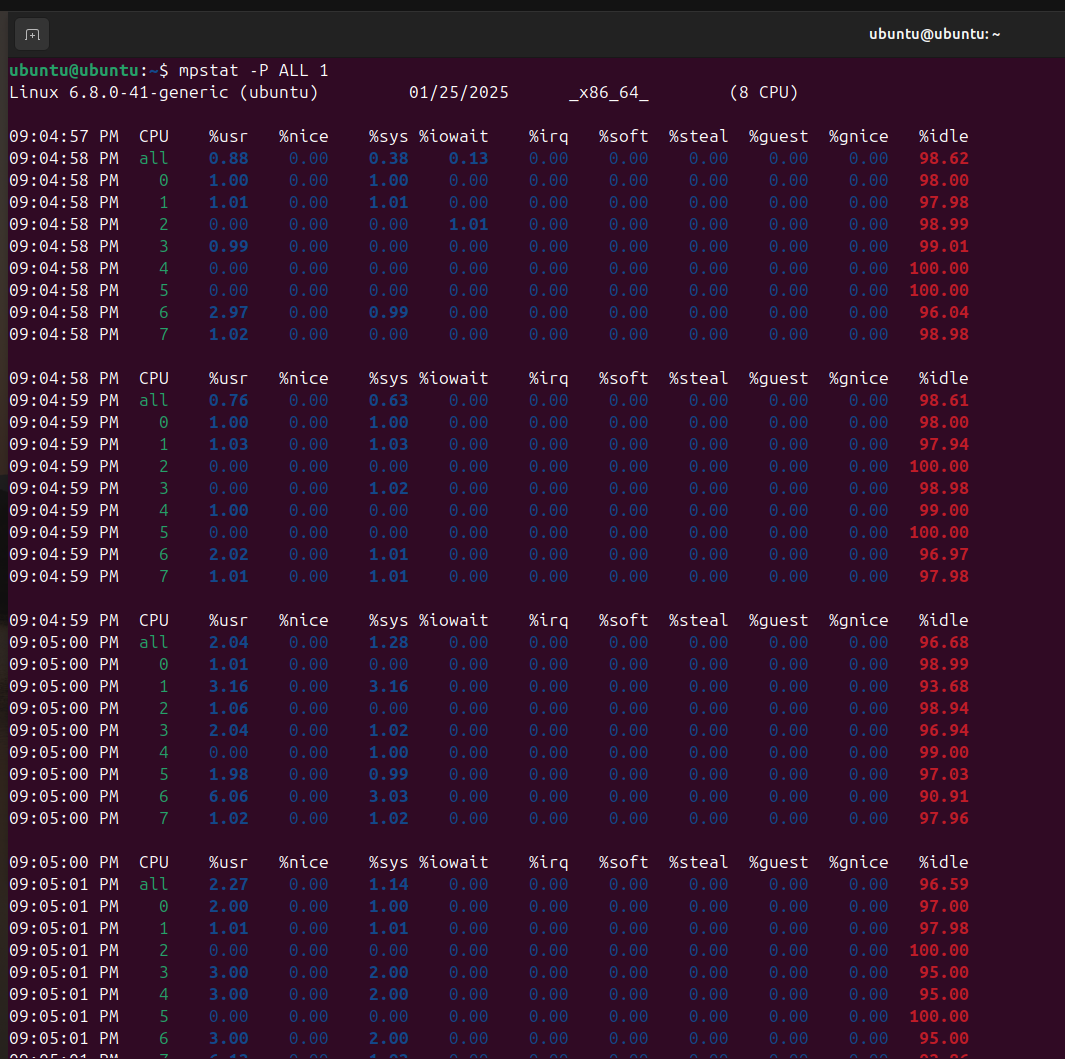 ubuntu@ubuntu: ~
ubuntu@ubuntu:~$ mpstat -P ALL 1
Linux 6.8.0-41-generic (ubuntu) 01/25/2025 _x86_64_ (8 CPU)
09:04:57 PM CPU %usr %nice %sys %iowait %irq %soft %steal %guest %gnice %idle
09:04:58 PM all 0.88 0.00 0.38 0.13 0.00 0.00 0.00 0.00 0.00 98.62
09:04:58 PM 0 1.00 0.00 1.00 0.00 0.00 0.00 0.00 0.00 0.00 98.00
09:04:58 PM 1 1.01 0.00 1.01 0.00 0.00 0.00 0.00 0.00 0.00 97.98
09:04:58 PM 2 0.00 0.00 0.00 1.01 0.00 0.00 0.00 0.00 0.00 98.99
09:04:58 PM 3 0.99 0.00 0.00 0.00 0.00 0.00 0.00 0.00 0.00 99.01
09:04:58 PM 4 0.00 0.00 0.00 0.00 0.00 0.00 0.00 0.00 0.00 100.00
09:04:58 PM 5 0.00 0.00 0.00 0.00 0.00 0.00 0.00 0.00 0.00 100.00
09:04:58 PM 6 2.97 0.00 0.99 0.00 0.00 0.00 0.00 0.00 0.00 96.04
09:04:58 PM 7 1.02 0.00 0.00 0.00 0.00 0.00 0.00 0.00 0.00 98.98
09:04:58 PM CPU %usr %nice %sys %iowait %irq %soft %steal %guest %gnice %idle
09:04:59 PM all 0.76 0.00 0.63 0.00 0.00 0.00 0.00 0.00 0.00 98.61
09:04:59 PM 0 1.00 0.00 1.00 0.00 0.00 0.00 0.00 0.00 0.00 98.00
09:04:59 PM 1 1.03 0.00 1.03 0.00 0.00 0.00 0.00 0.00 0.00 97.94
09:04:59 PM 2 0.00 0.00 0.00 0.00 0.00 0.00 0.00 0.00 0.00 100.00
09:04:59 PM 3 0.00 0.00 1.02 0.00 0.00 0.00 0.00 0.00 0.00 98.98
09:04:59 PM 4 1.00 0.00 0.00 0.00 0.00 0.00 0.00 0.00 0.00 99.00
09:04:59 PM 5 0.00 0.00 0.00 0.00 0.00 0.00 0.00 0.00 0.00 100.00
09:04:59 PM 6 2.02 0.00 1.01 0.00 0.00 0.00 0.00 0.00 0.00 96.97
09:04:59 PM 7 1.01 0.00 1.01 0.00 0.00 0.00 0.00 0.00 0.00 97.98
09:04:59 PM CPU %usr %nice %sys %iowait %irq %soft %steal %guest %gnice %idle
09:05:00 PM all 2.04 0.00 1.28 0.00 0.00 0.00 0.00 0.00 0.00 96.68
09:05:00 PM 0 1.01 0.00 0.00 0.00 0.00 0.00 0.00 0.00 0.00 98.99
09:05:00 PM 1 3.16 0.00 3.16 0.00 0.00 0.00 0.00 0.00 0.00 93.68
09:05:00 PM 2 1.06 0.00 0.00 0.00 0.00 0.00 0.00 0.00 0.00 98.94
09:05:00 PM 3 2.04 0.00 1.02 0.00 0.00 0.00 0.00 0.00 0.00 96.94
09:05:00 PM 4 0.00 0.00 1.00 0.00 0.00 0.00 0.00 0.00 0.00 99.00
09:05:00 PM 5 1.98 0.00 0.99 0.00 0.00 0.00 0.00 0.00 0.00 97.03
09:05:00 PM 6 6.06 0.00 3.03 0.00 0.00 0.00 0.00 0.00 0.00 90.91
09:05:00 PM 7 1.02 0.00 1.02 0.00 0.00 0.00 0.00 0.00 0.00 97.96
09:05:00 PM CPU %usr %nice %sys %iowait %irq %soft %steal %guest %gnice %idle
09:05:01 PM all 2.27 0.00 1.14 0.00 0.00 0.00 0.00 0.00 0.00 96.59
09:05:01 PM 0 2.00 0.00 1.00 0.00 0.00 0.00 0.00 0.00 0.00 97.00
09:05:01 PM 1 1.01 0.00 1.01 0.00 0.00 0.00 0.00 0.00 0.00 97.98
09:05:01 PM 2 0.00 0.00 0.00 0.00 0.00 0.00 0.00 0.00 0.00 100.00
09:05:01 PM 3 3.00 0.00 2.00 0.00 0.00 0.00 0.00 0.00 0.00 95.00
09:05:01 PM 4 3.00 0.00 2.00 0.00 0.00 0.00 0.00 0.00 0.00 95.00
09:05:01 PM 5 0.00 0.00 0.00 0.00 0.00 0.00 0.00 0.00 0.00 100.00
09:05:01 PM 6 3.00 0.00 2.00 0.00 0.00 0.00 0.00 0.00 0.00 95.00